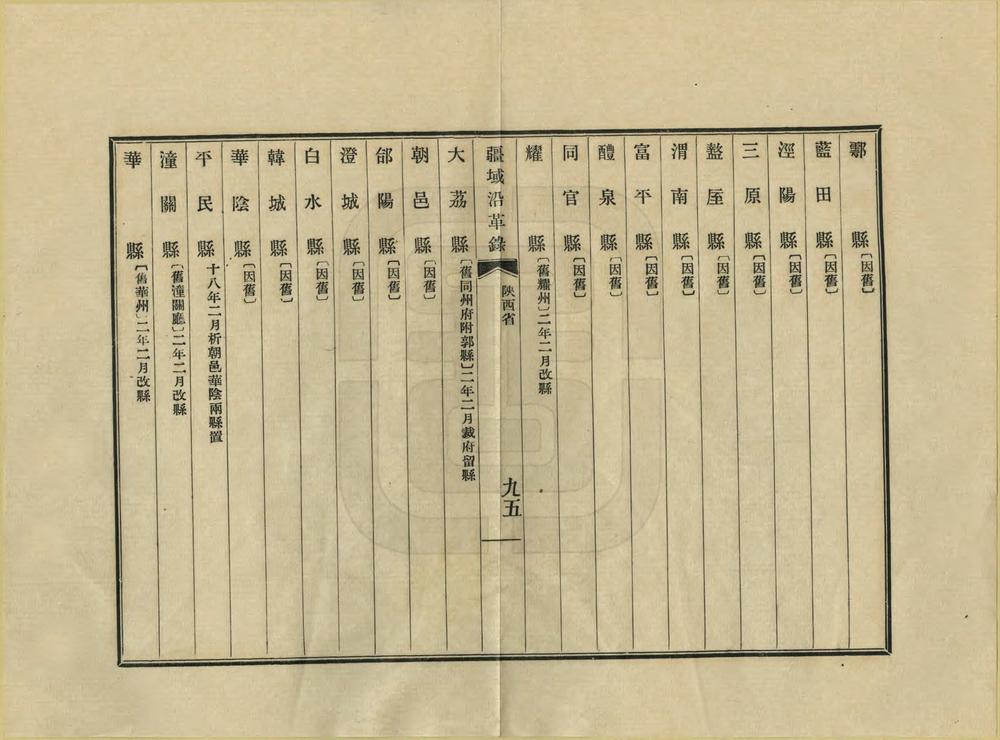 鄠縣〔因舊〕
藍田縣〔因舊〕
涇陽縣〔因舊〕
三原縣〔因舊〕
盩厔縣〔因舊〕
渭南縣〔因舊〕
富平縣〔因舊〕
醴泉縣〔因舊〕
同官縣〔因舊〕
耀縣〔舊耀州〕二年二月改縣
疆域沿革錄 陝西省 九五
大荔縣〔舊同州府附郭縣〕二年二月裁府留縣
朝邑縣〔因舊〕
郃陽縣〔因舊〕
澄城縣〔因舊〕
白水縣〔因舊〕
韓城縣〔因舊〕
華陰縣〔因舊〕
平民縣十八年二月析朝邑華陰兩縣置
潼關縣〔舊潼關廳〕二年二月改縣
華縣〔舊華州〕二年二月改縣